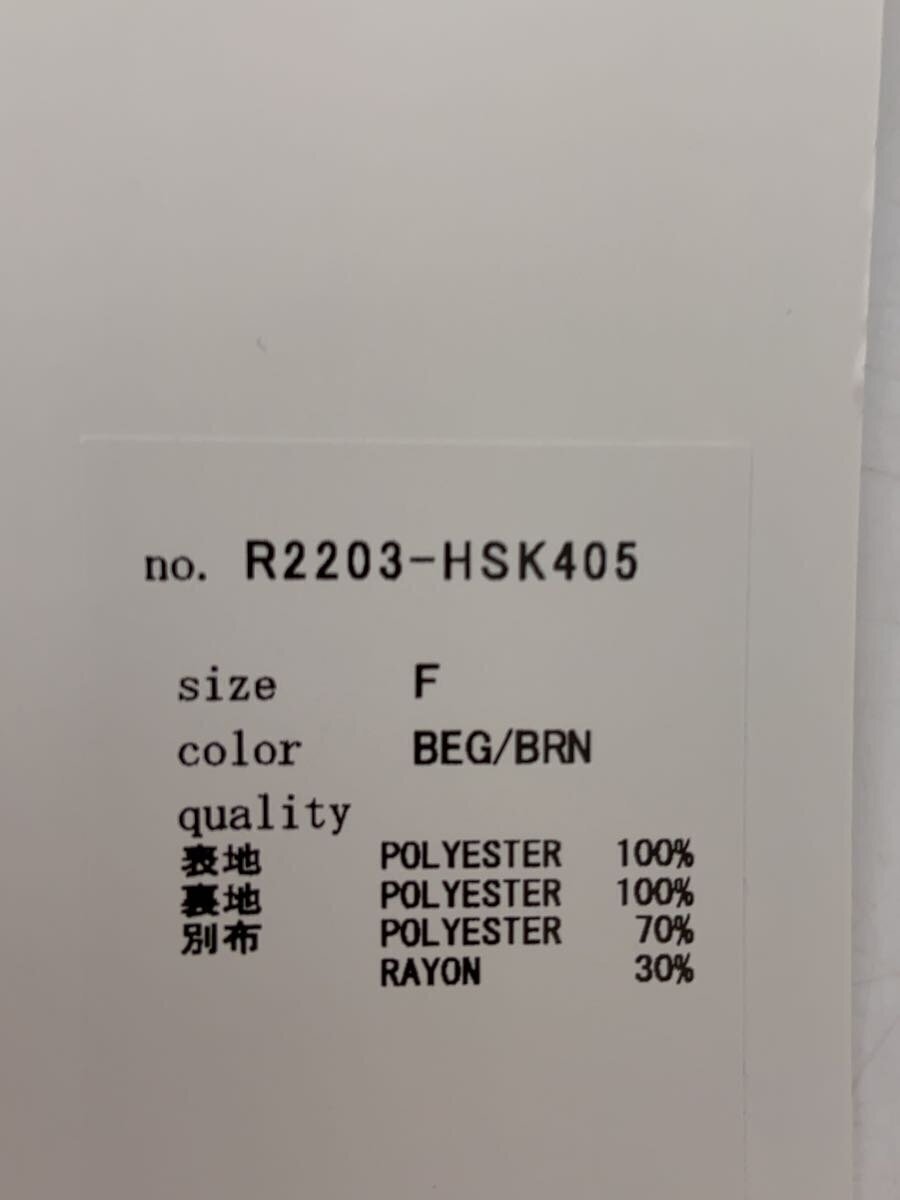 no. R2203-HSK405
size F
color BEG/BRN
quality
表地 POLYESTER 100%
裏地 POLYESTER 100%
別布 POLYESTER 70%
RAYON 30%